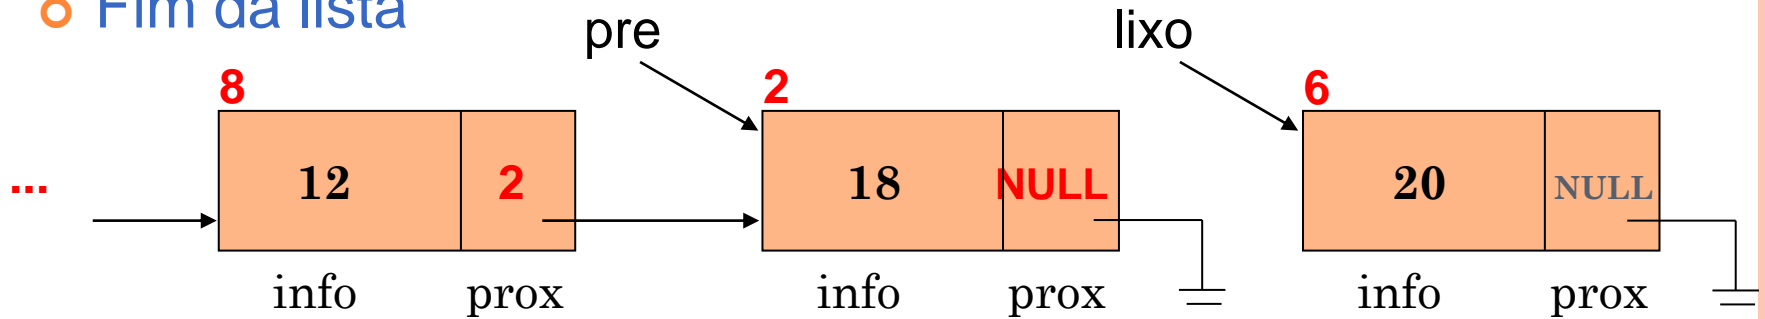 Fim da lista
pre lixo
8 2 6
... 12 2 18 NULL 20 NULL
info prox info prox info prox